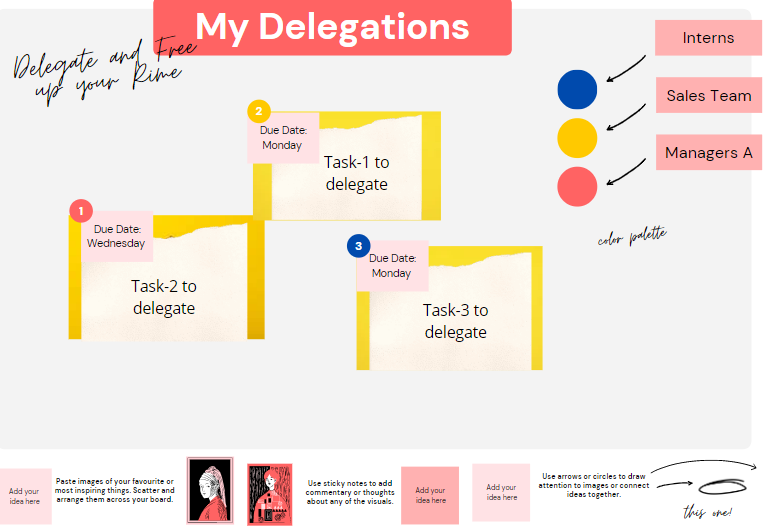 My Delegations
Delegate and Free
up your Rime
Interns
Sales Team
Managers A
color palette
2
Due Date:
Monday
Task-1 to
delegate
1
Due Date:
Wednesday
Task-2 to
delegate
3
Due Date:
Monday
Task-3 to
delegate
Add your
idea here
Paste images of your favourite or
most inspiring things. Scatter and
arrange them across your board.
Use sticky notes to add
commentary or thoughts
about any of the visuals.
Add your
idea here
Add your
idea here
Use arrows or circles to draw
attention to images or connect
ideas together.
this one!